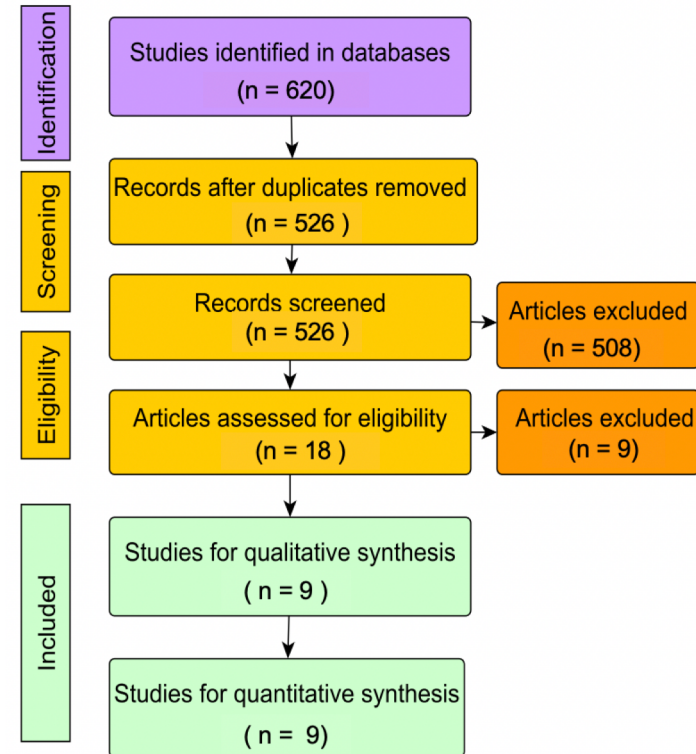 Identification
Studies identified in databases
(n = 620)
Screening
Records after duplicates removed
(n = 526 )
Records screened
(n = 526 )
Articles excluded
(n = 508)
Eligibility
Articles assessed for eligibility
(n = 18 )
Articles excluded
(n = 9)
Included
Studies for qualitative synthesis
( n = 9 )
Studies for quantitative synthesis
( n =  9)